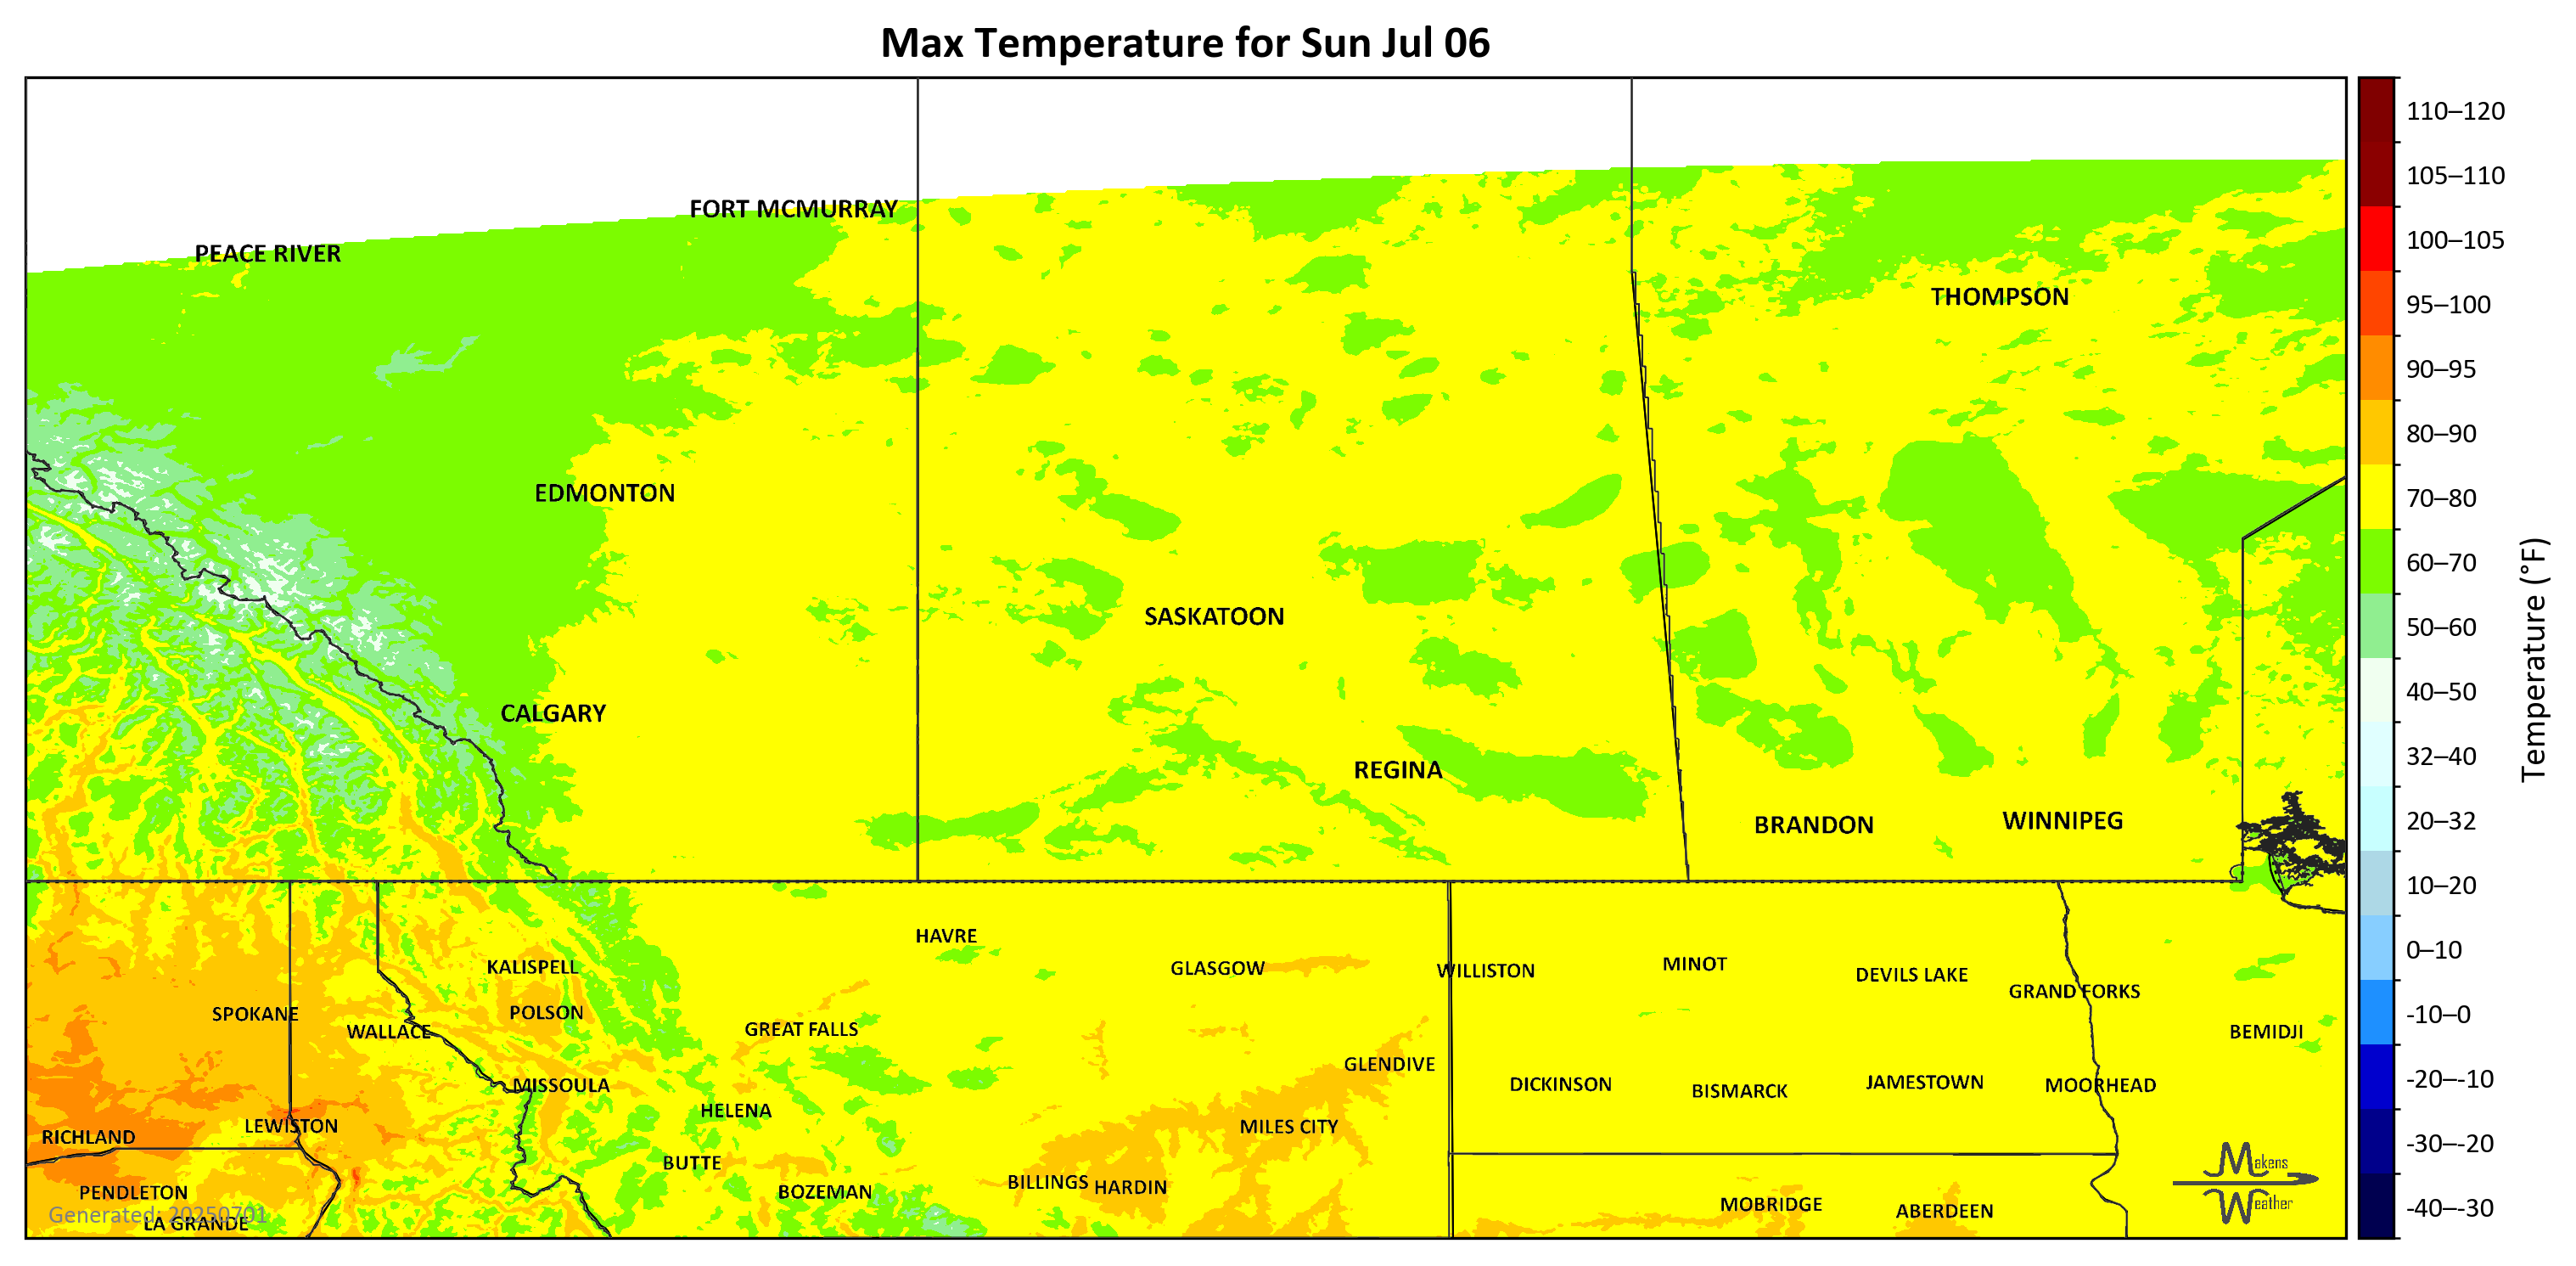 Max Temperature for Sun Jul 06
110–120
105–110
FORT MCMURRAY
100–105
PEACE RIVER
THOMPSON
95–100
90–95
80–90
EDMONTON
70–80
60–70
SASKATOON
50–60
Temperature (°F)
40–50
CALGARY
32–40
REGINA
BRANDON
WINNIPEG
20–32
10–20
HAVRE
0–10
KALISPELL
GLASGOW
WILLISTON
MINOT
DEVILS LAKE
GRAND FORKS
SPOKANE
POLSON
-10–0
WALLACE
GREAT FALLS
BEMIDJI
GLENDIVE
-20–-10
MISSOULA
DICKINSON
BISMARCK
JAMESTOWN
MOORHEAD
HELENA
LEWISTON
MILES CITY
RICHLAND
-30–-20
BUTTE
Makens
Weather
PENDLETON
BOZEMAN
BILLINGS
HARDIN
MOBRIDGE
ABERDEEN
-40–-30
Generated: 20250701
LA GRANDE